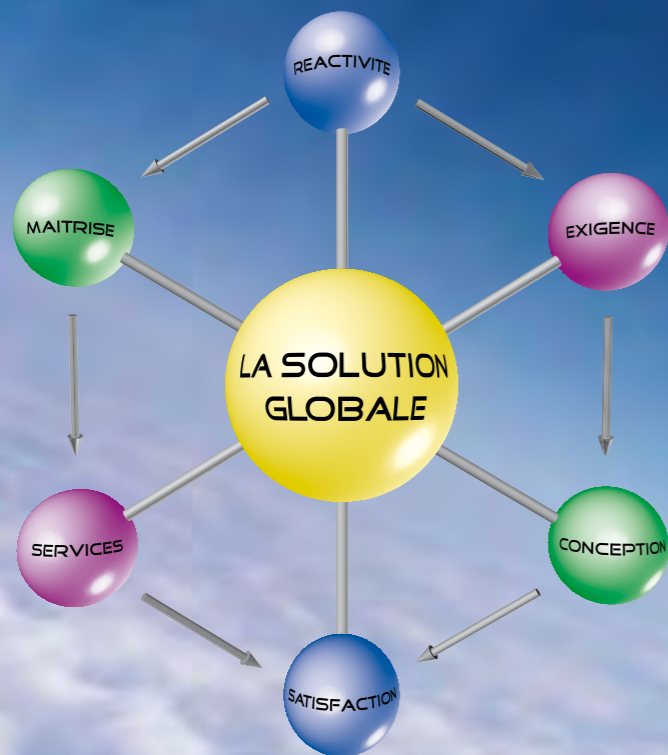 REACTIVITE
MAITRISE
EXIGENCE
LA SOLUTION
GLOBALE
SERVICES
CONCEPTION
SATISFACTION